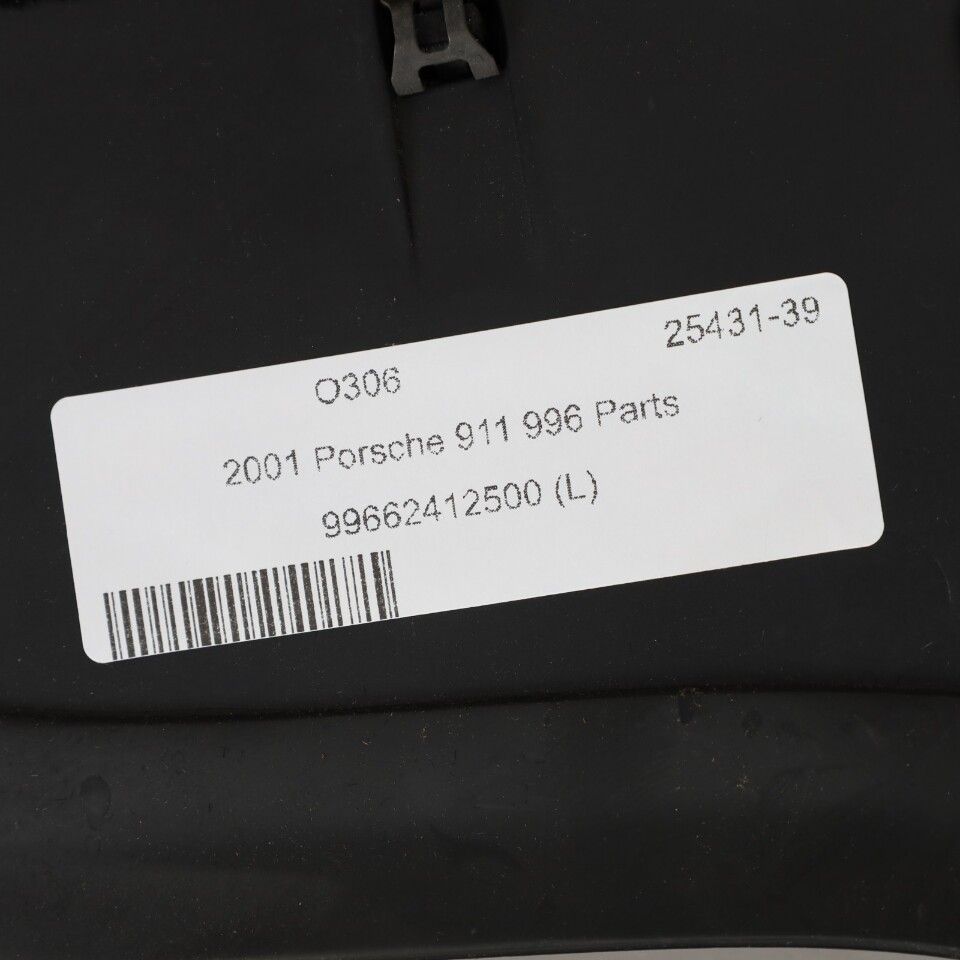 25431-39
O306
2001 Porsche 911 996 Parts
99662412500 (L)